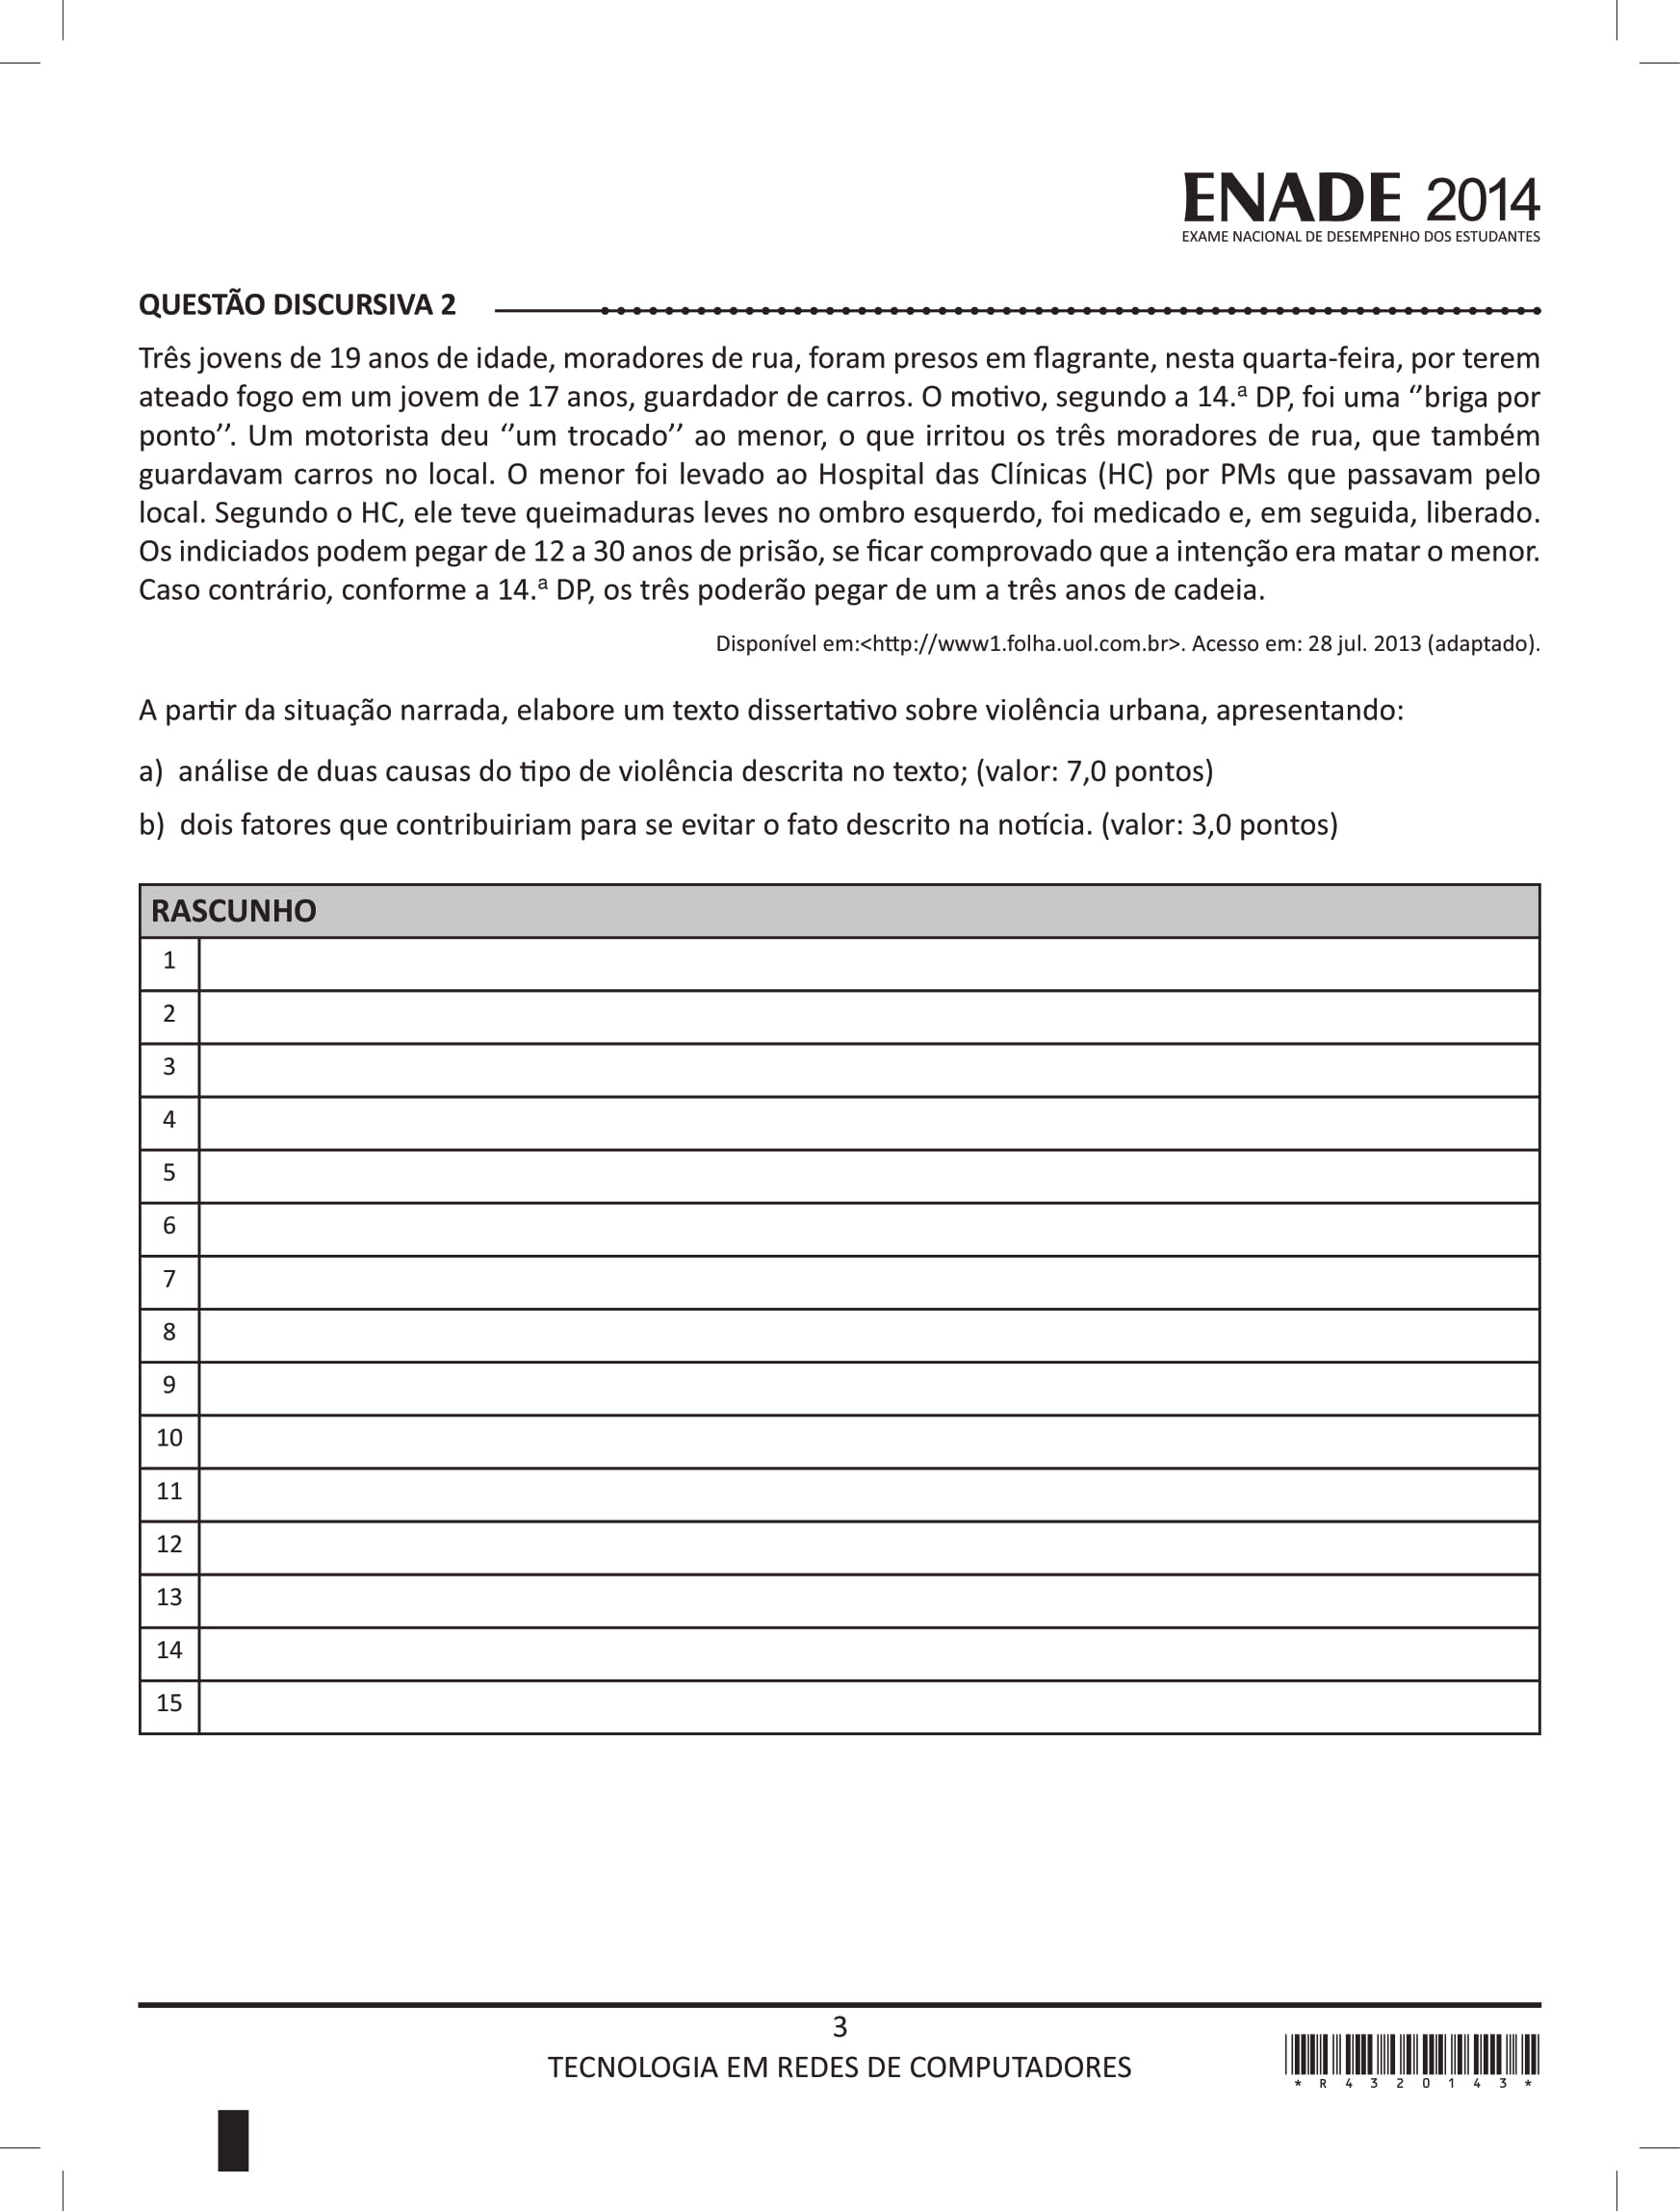 ENADE 2014
EXAME NACIONAL DE DESEMPENHO DOS ESTUDANTES
QUESTÃO DISCURSIVA 2
Três jovens de 19 anos de idade, moradores de rua, foram presos em flagrante, nesta quarta-feira, por terem
ateado fogo em um jovem de 17 anos, guardador de carros. O motivo, segundo a 14.ª DP, foi uma ‘‘briga por
ponto’’. Um motorista deu ‘‘um trocado’’ ao menor, o que irritou os três moradores de rua, que também
guardavam carros no local. O menor foi levado ao Hospital das Clínicas (HC) por PMs que passavam pelo
local. Segundo o HC, ele teve queimaduras leves no ombro esquerdo, foi medicado e, em seguida, liberado.
Os indiciados podem pegar de 12 a 30 anos de prisão, se ficar comprovado que a intenção era matar o menor.
Caso contrário, conforme a 14.ª DP, os três poderão pegar de um a três anos de cadeia.
Disponível em:<http://www1.folha.uol.com.br>. Acesso em: 28 jul. 2013 (adaptado).
A partir da situação narrada, elabore um texto dissertativo sobre violência urbana, apresentando:
a) análise de duas causas do tipo de violência descrita no texto; (valor: 7,0 pontos)
b) dois fatores que contribuiriam para se evitar o fato descrito na notícia. (valor: 3,0 pontos)
RASCUNHO
1
2
3
4
5
6
7
8
9
10
11
12
13
14
15
3
TECNOLOGIA EM REDES DE COMPUTADORES
* R 4 3 2 0 1 4 3 *